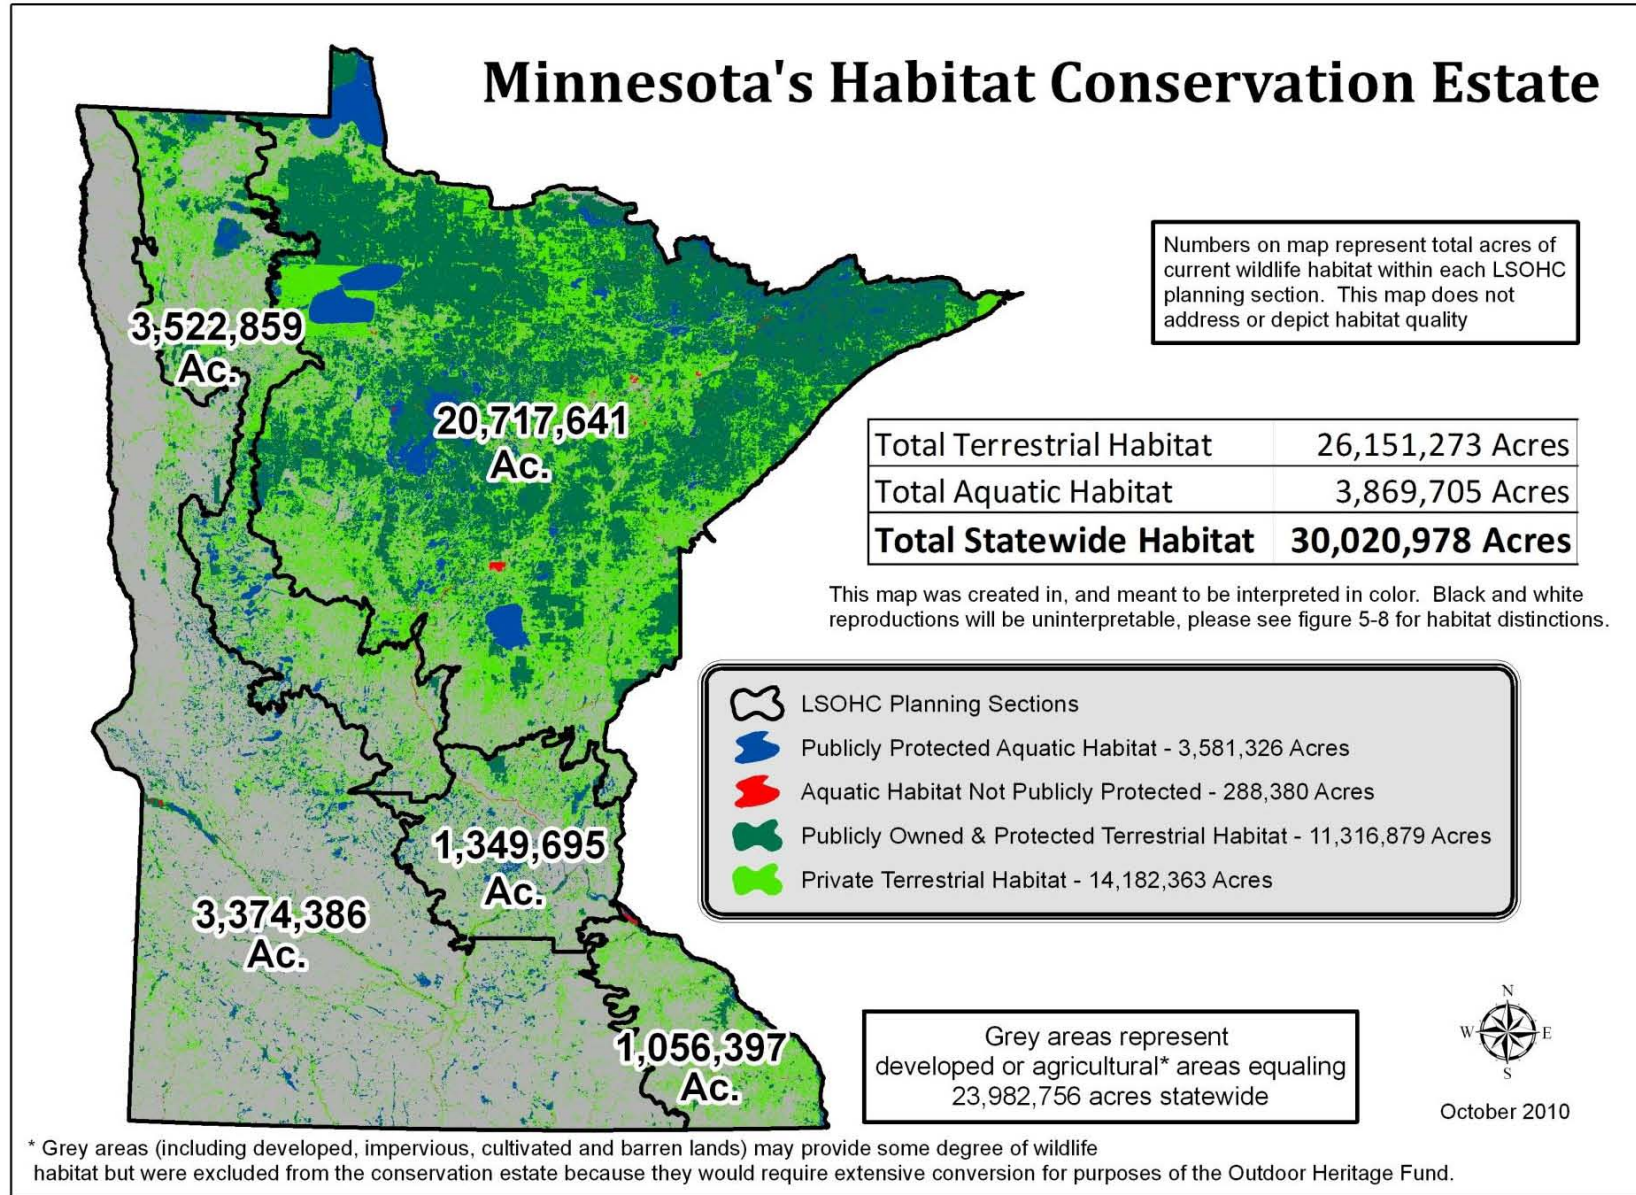 Minnesota's Habitat Conservation Estate
Numbers on map represent total acres of
current wildlife habitat within each LSOHC
planning section. This map does not
address or depict habitat quality
3,522,859
Ac.
20,717,641
Ac.
Total Terrestrial Habitat 26,151,273 Acres
Total Aquatic Habitat 3,869,705 Acres
Total Statewide Habitat 30,020,978 Acres
This map was created in, and meant to be interpreted in color. Black and white
reproductions will be uninterpretable, please see figure 5-8 for habitat distinctions.
LSOHC Planning Sections
Publicly Protected Aquatic Habitat - 3,581,326 Acres
Aquatic Habitat Not Publicly Protected - 288,380 Acres
Publicly Owned & Protected Terrestrial Habitat - 11,316,879 Acres
Private Terrestrial Habitat - 14,182,363 Acres
1,349,695
Ac.
3,374,386
Ac.
1,056,397
Ac.
Grey areas represent
developed or agricultural* areas equaling
23,982,756 acres statewide
N
W E
S
October 2010
* Grey areas (including developed, impervious, cultivated and barren lands) may provide some degree of wildlife
habitat but were excluded from the conservation estate because they would require extensive conversion for purposes of the Outdoor Heritage Fund.